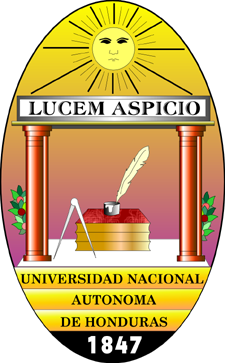 LUCEM ASPICIO
UNIVERSIDAD NACIONAL
AUTONOMA
DE HONDURAS
1847